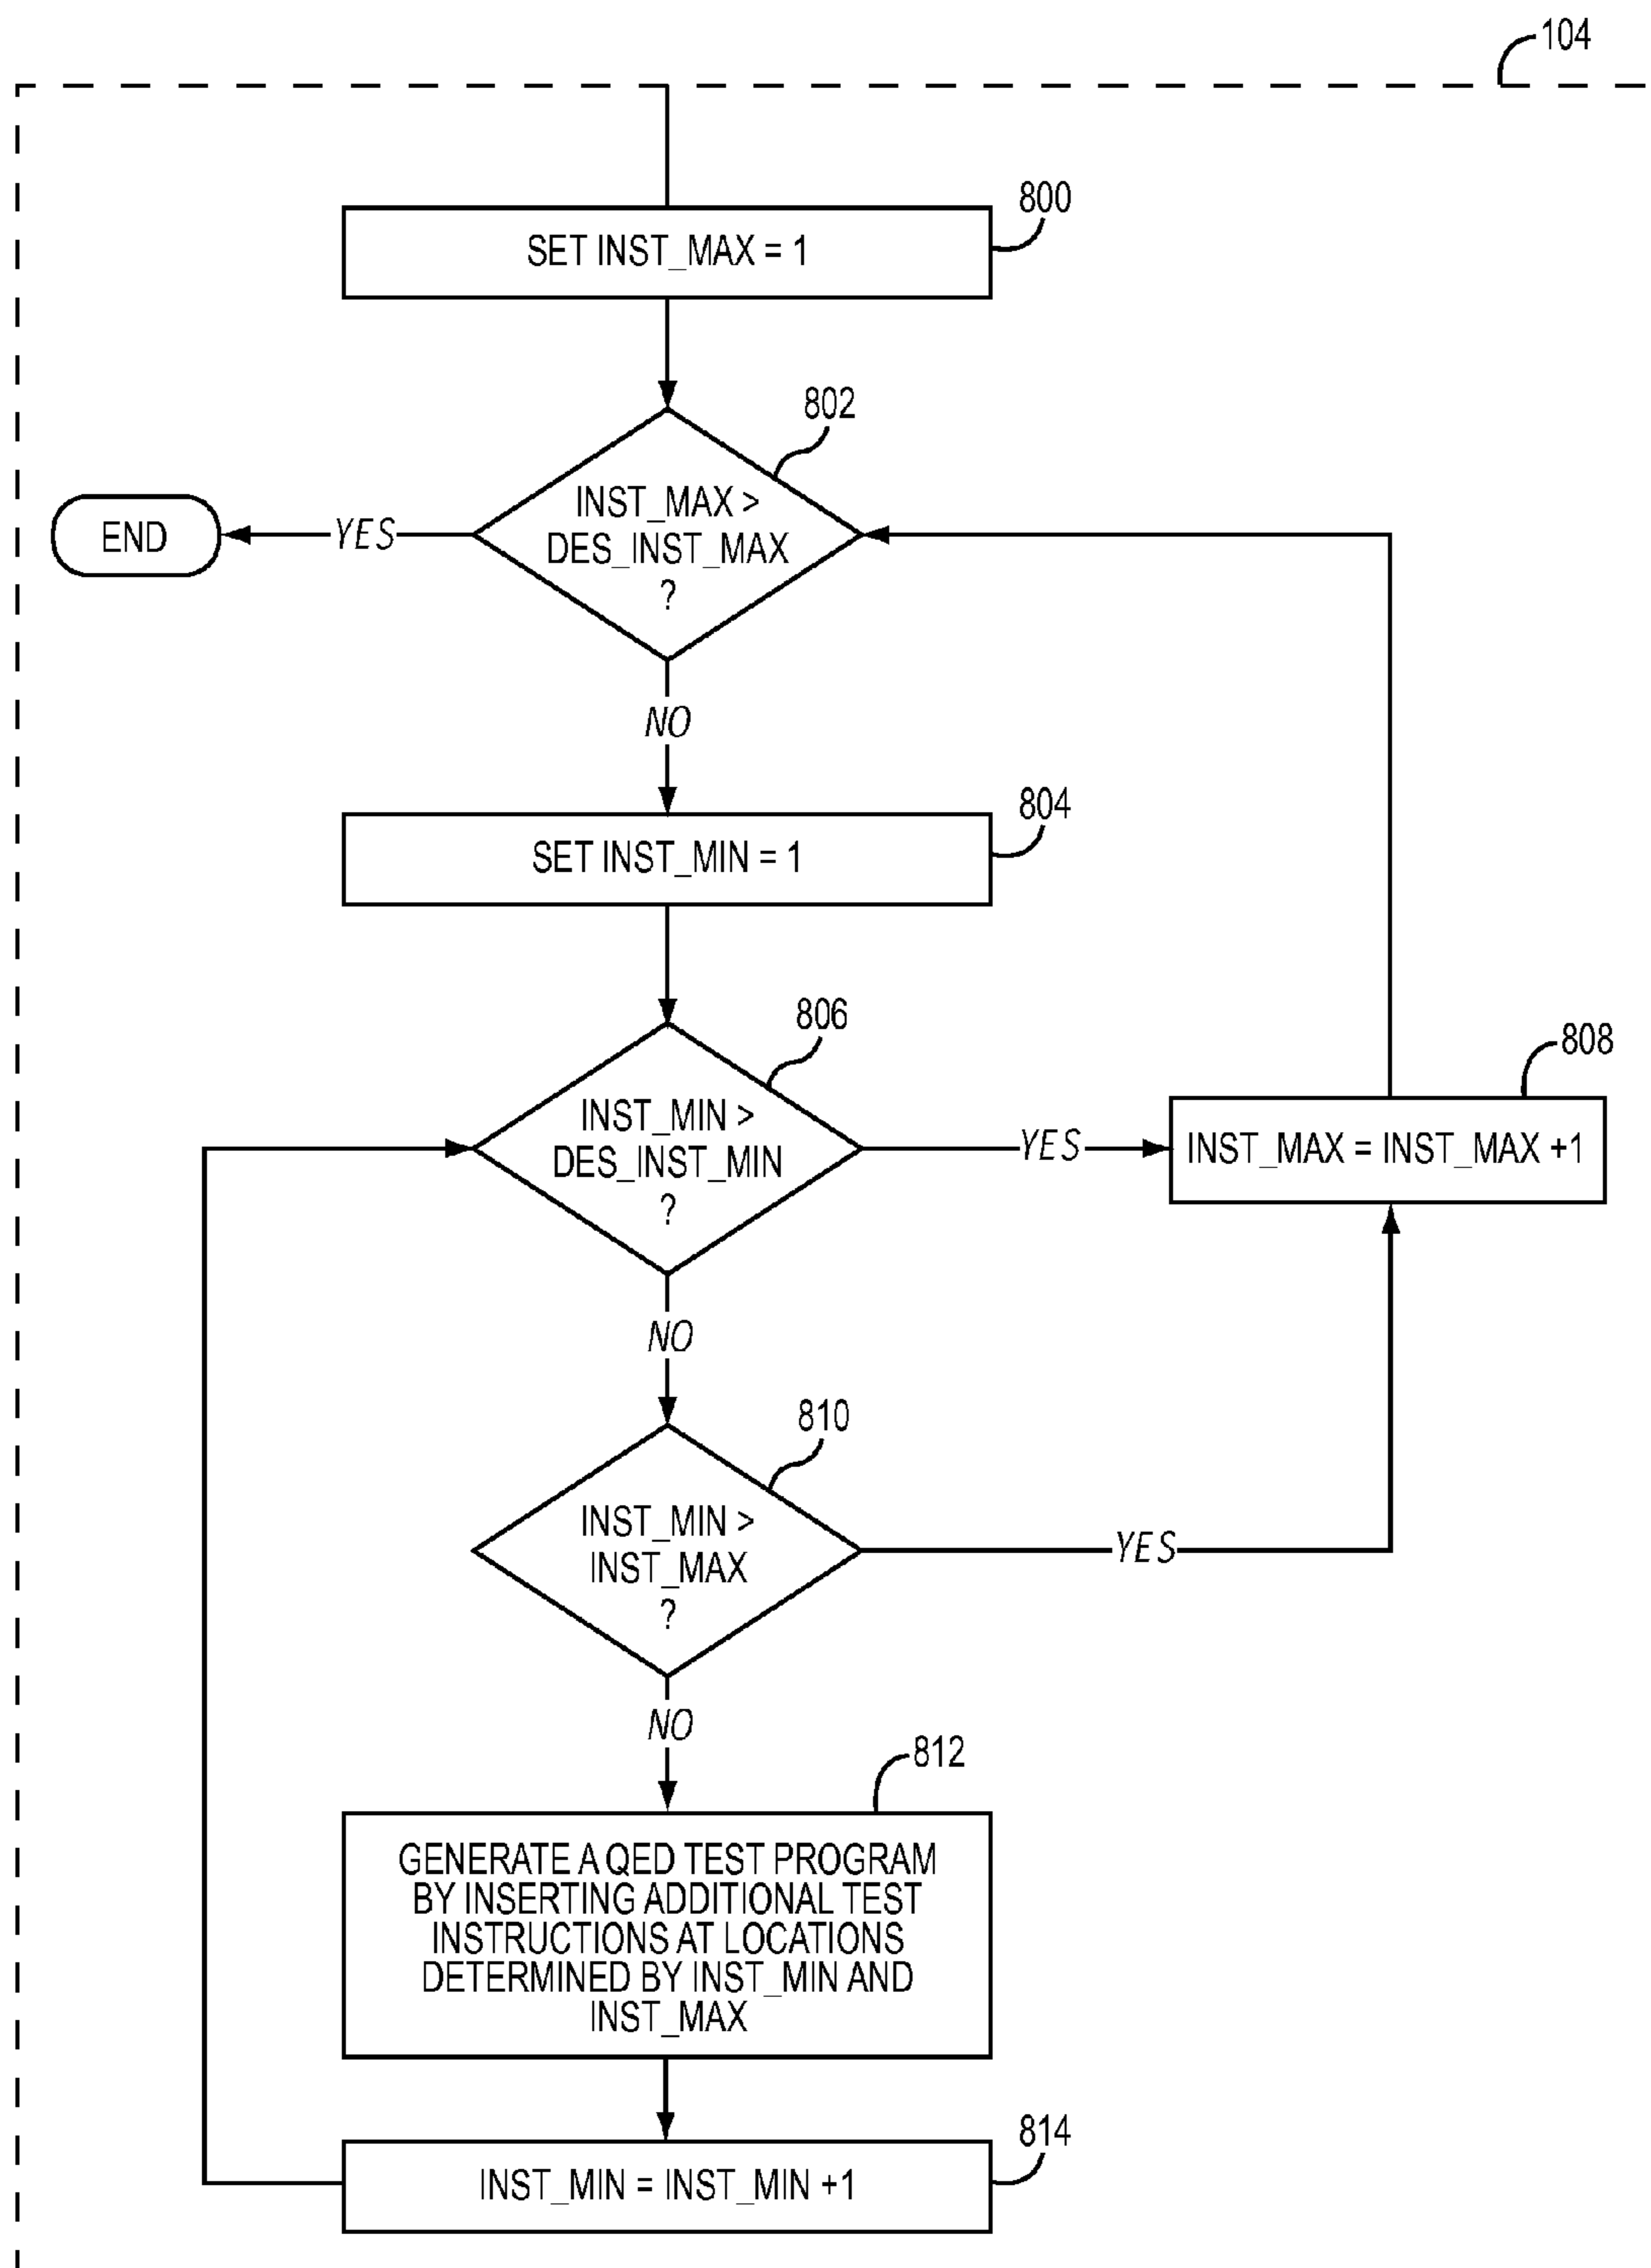 104
800
SET INST_MAX = 1
802
INST_MAX >
DES_INST_MAX
?
YES
END
NO
804
SET INST_MIN = 1
806
INST_MIN >
DES_INST_MIN
?
YES
808
INST_MAX = INST_MAX +1
NO
810
INST_MIN >
INST_MAX
?
YES
NO
812
GENERATE A QED TEST PROGRAM
BY INSERTING ADDITIONAL TEST
INSTRUCTIONS AT LOCATIONS
DETERMINED BY INST_MIN AND
INST_MAX
814
INST_MIN = INST_MIN +1